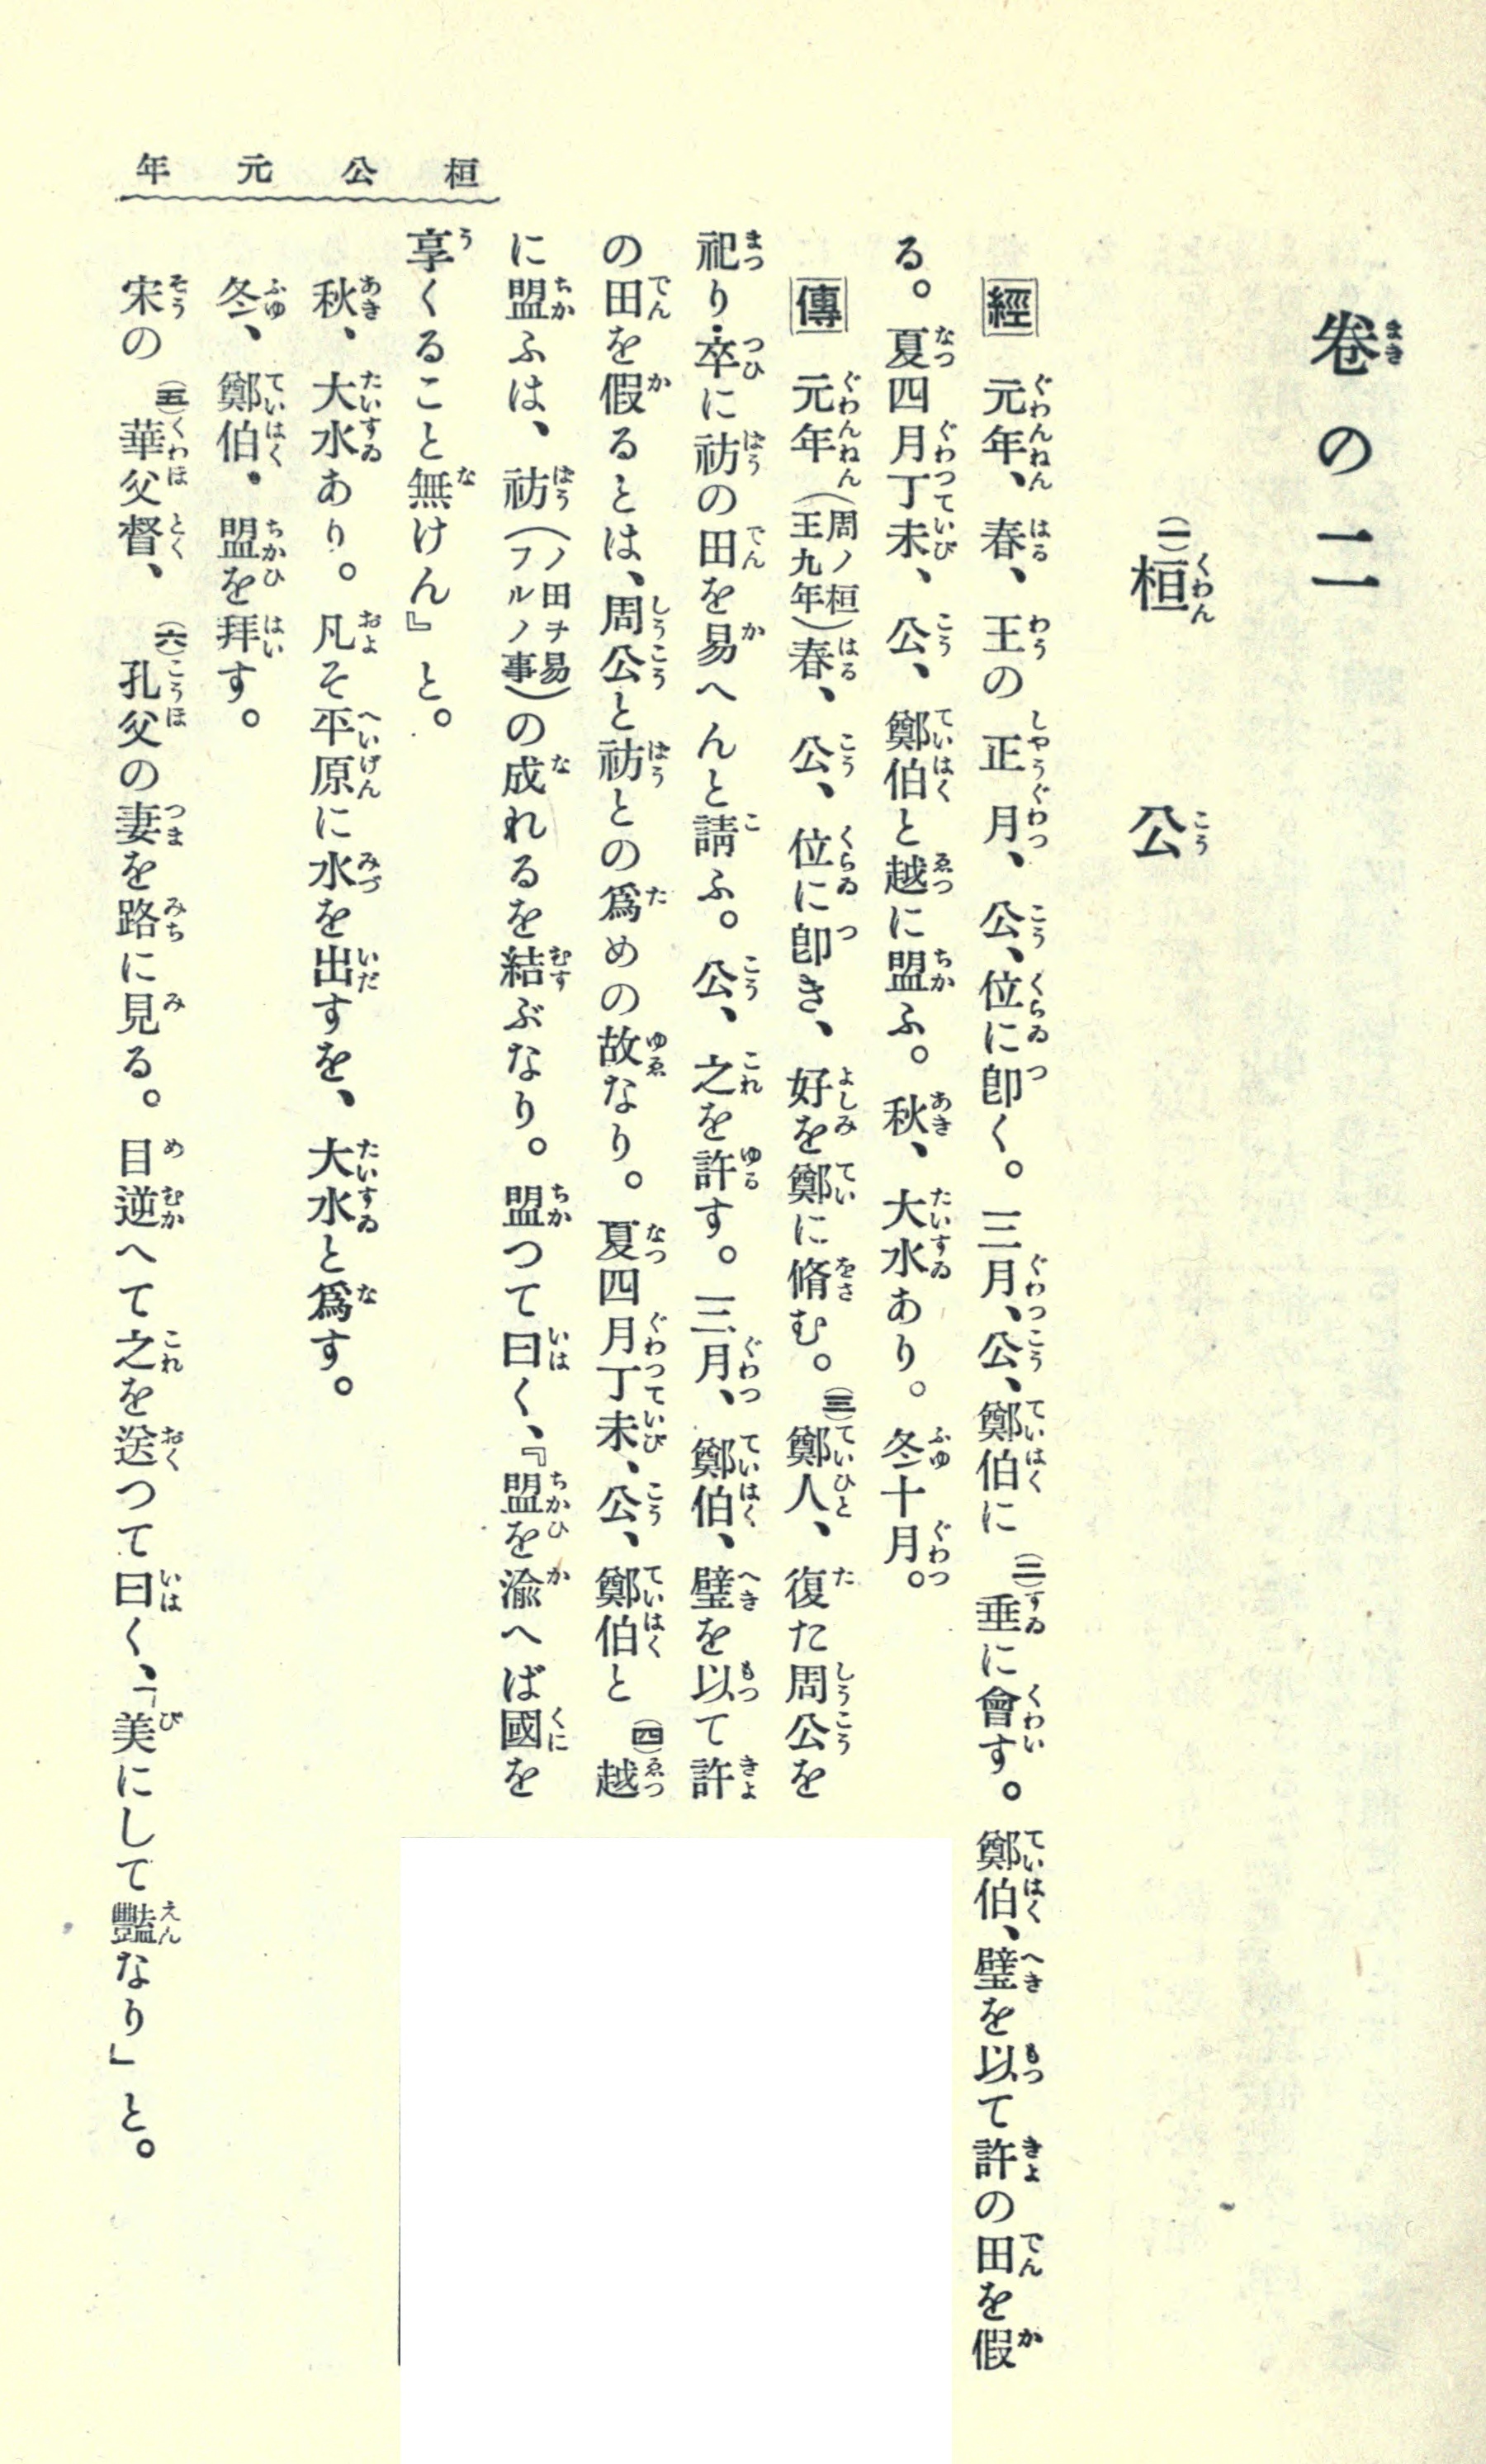 卷の二
(一)桓公
經 元年、春、王の正月、公、位に卽く。三月、公、鄭伯に(二)垂に會す。鄭伯、璧を以て許の田を假
る。夏四月丁未、公、鄭伯と越に盟ふ。秋、大水あり。冬十月。
傳 元年(周ノ桓王九年)春、公、位に卽き、好を鄭に脩む。(三)鄭人、復た周公を
祀り、卒に祊の田を易へんと請ふ。公、之を許す。三月、鄭伯、璧を以て許
の田を假るとは、周公と祊との爲めの故なり。夏四月丁未、公、鄭伯と(四)越
に盟ふは、祊(ノ田ヲ易フルノ事)の成れるを結ぶなり。盟つて曰く、『盟を渝へば國を
享くること無けん』と。
秋、大水あり。凡そ平原に水を出すを、大水と爲す。
冬、鄭伯、盟を拜す。
宋の(五)華父督、(六)孔父の妻を路に見る。目逆へて之を送つて曰く、「美にして豔なり」と。
桓公元年